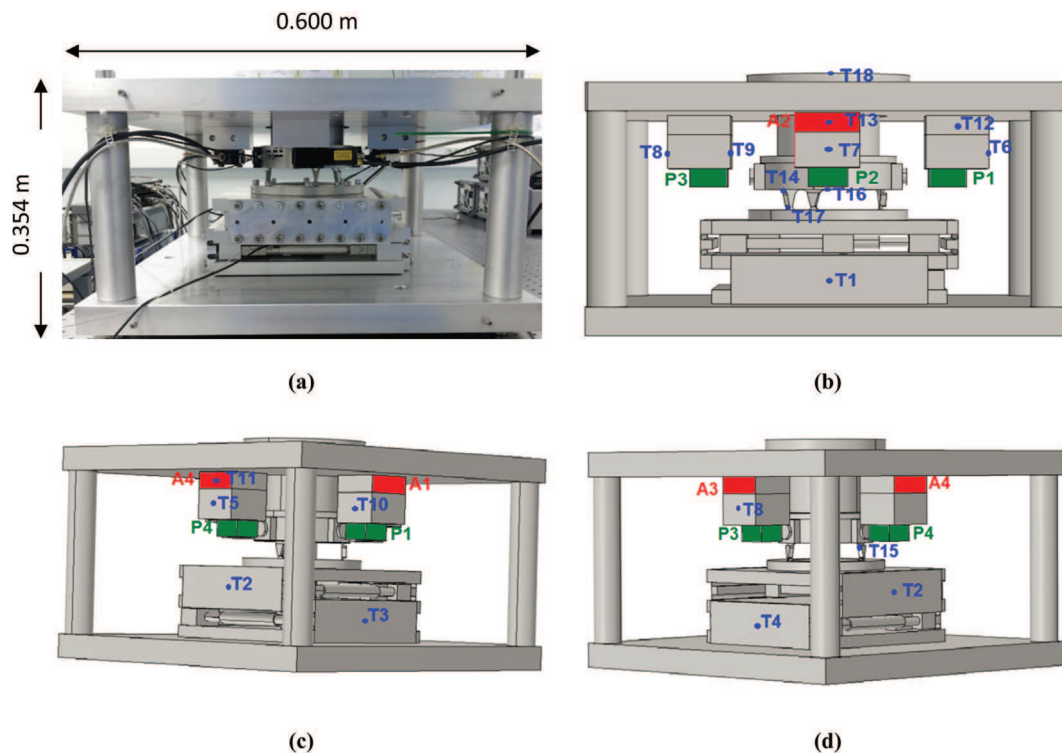 0.600 m
0.354 m
(a)
T18
A2 T13 T12
T8 T9 T7 T6
P3 T14 P2 P1
T16
T17
T1
(b)
A4 T11 A1
T5 T10
P4 P1
T2
T3
(c)
A3 A4
T8
P3 P4
T15
T2
T4
(d)